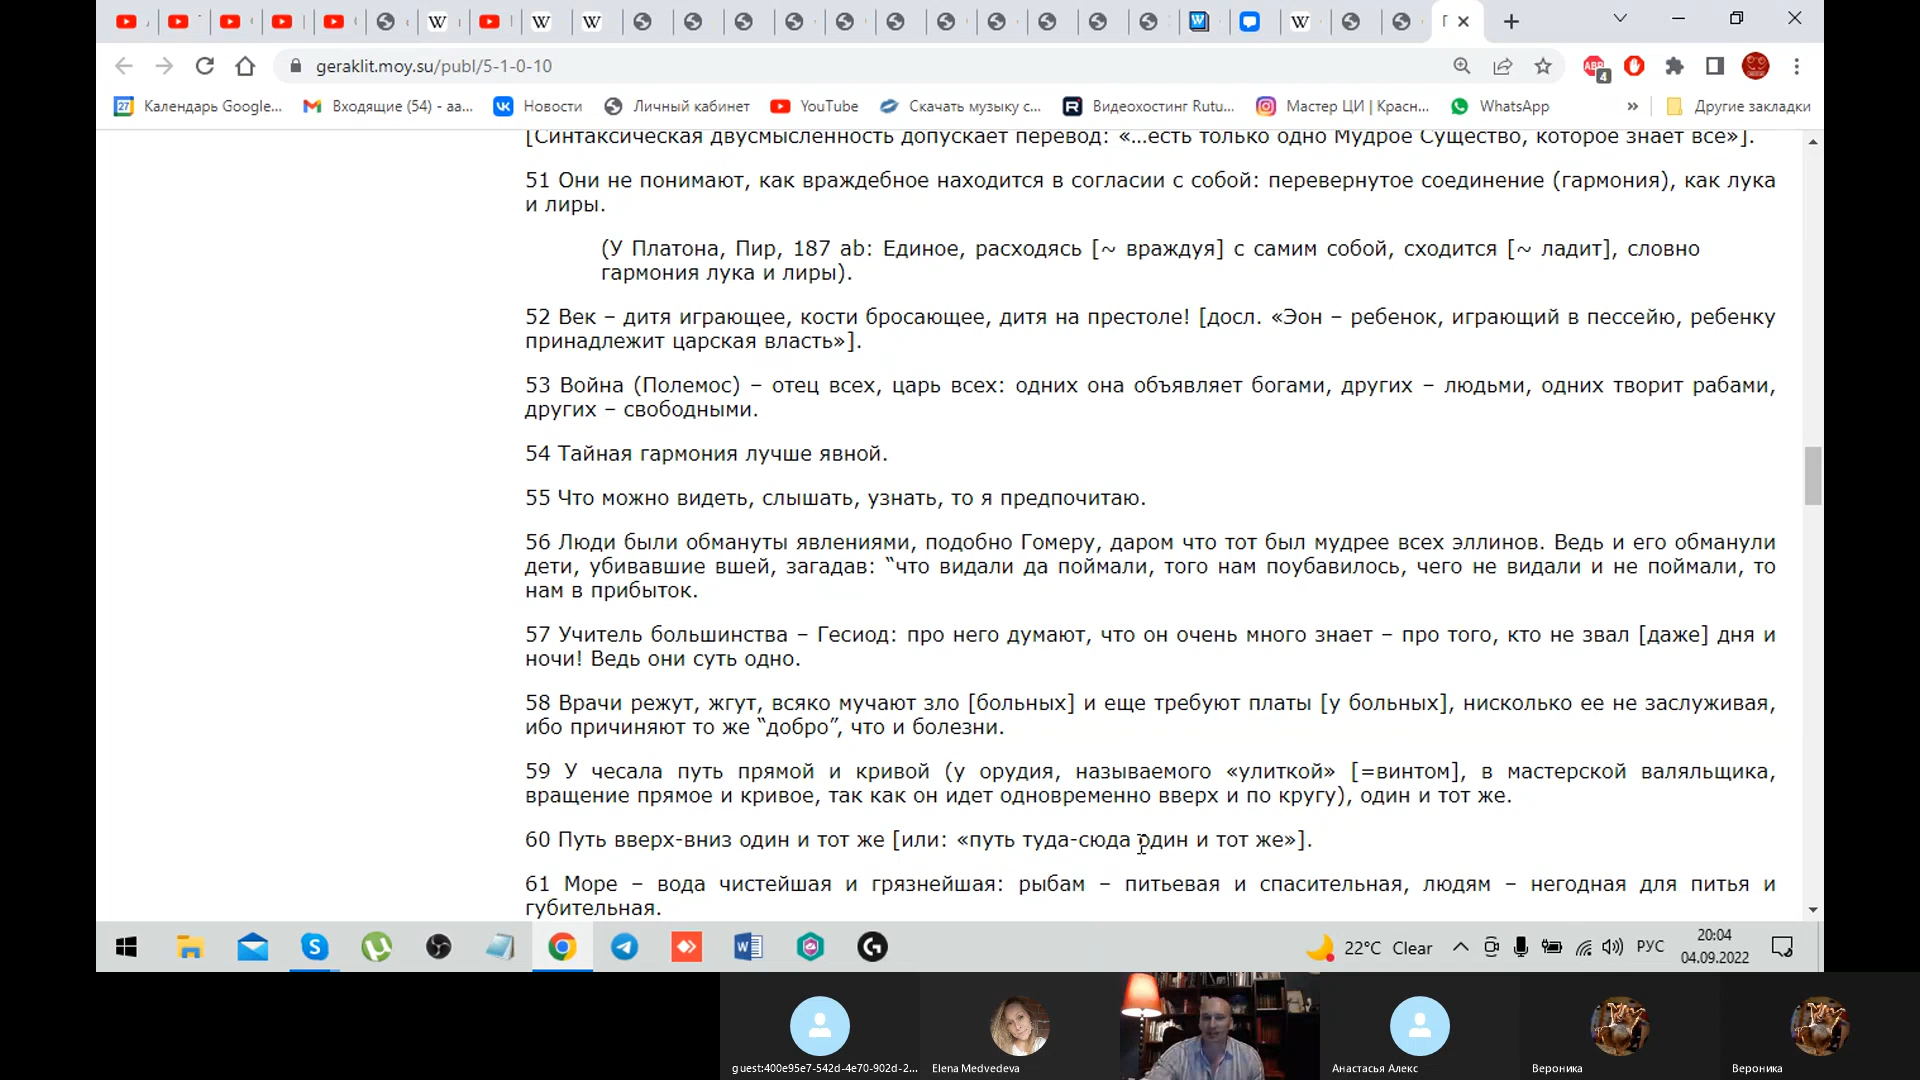 geraklit.moy.su/publ/5-1-0-10
4
27 Календарь Google...
Входящие (54) - aa...
Новости
Личный кабинет
YouTube
Скачать музыку с...
Видеохостинг Rutu...
Мастер ЦИ | Красн...
WhatsApp
»
Другие закладки
[Синтаксическая двусмысленность допускает перевод: «...есть только одно Мудрое Существо, которое знает все»].
51 Они не понимают, как враждебное находится в согласии с собой: перевернутое соединение (гармония), как лука
и лиры.
(У Платона, Пир, 187 ab: Единое, расходясь [~ враждуя] с самим собой, сходится [~ ладит], словно
гармония лука и лиры).
52 Век – дитя играющее, кости бросающее, дитя на престоле! [досл. «Эон – ребенок, играющий в пессейю, ребенку
принадлежит царская власть»].
53 Война (Полемос) – отец всех, царь всех: одних она объявляет богами, других – людьми, одних творит рабами,
других – свободными.
54 Тайная гармония лучше явной.
55 Что можно видеть, слышать, узнать, то я предпочитаю.
56 Люди были обмануты явлениями, подобно Гомеру, даром что тот был мудрее всех эллинов. Ведь и его обманули
дети, убивавшие вшей, загадав: “что видали да поймали, того нам поубавилось, чего не видали и не поймали, то
нам в прибыток.
57 Учитель большинства – Гесиод: про него думают, что он очень много знает – про того, кто не звал [даже] дня и
ночи! Ведь они суть одно.
58 Врачи режут, жгут, всяко мучают зло [больных] и еще требуют платы [у больных], нисколько ее не заслуживая,
ибо причиняют то же “добро”, что и болезни.
59 У чесала путь прямой и кривой (у орудия, называемого «улиткой» [=винтом], в мастерской валяльщика,
вращение прямое и кривое, так как он идет одновременно вверх и по кругу), один и тот же.
60 Путь вверх-вниз один и тот же [или: «путь туда-сюда один и тот же»].
61 Море – вода чистейшая и грязнейшая: рыбам – питьевая и спасительная, людям – негодная для питья и
губительная.
22°C Clear
РУС
20:04
04.09.2022
guest:400e95e7-542d-4e70-902d-2...
Elena Medvedeva
Анастасья Алекс
Вероника
Вероника